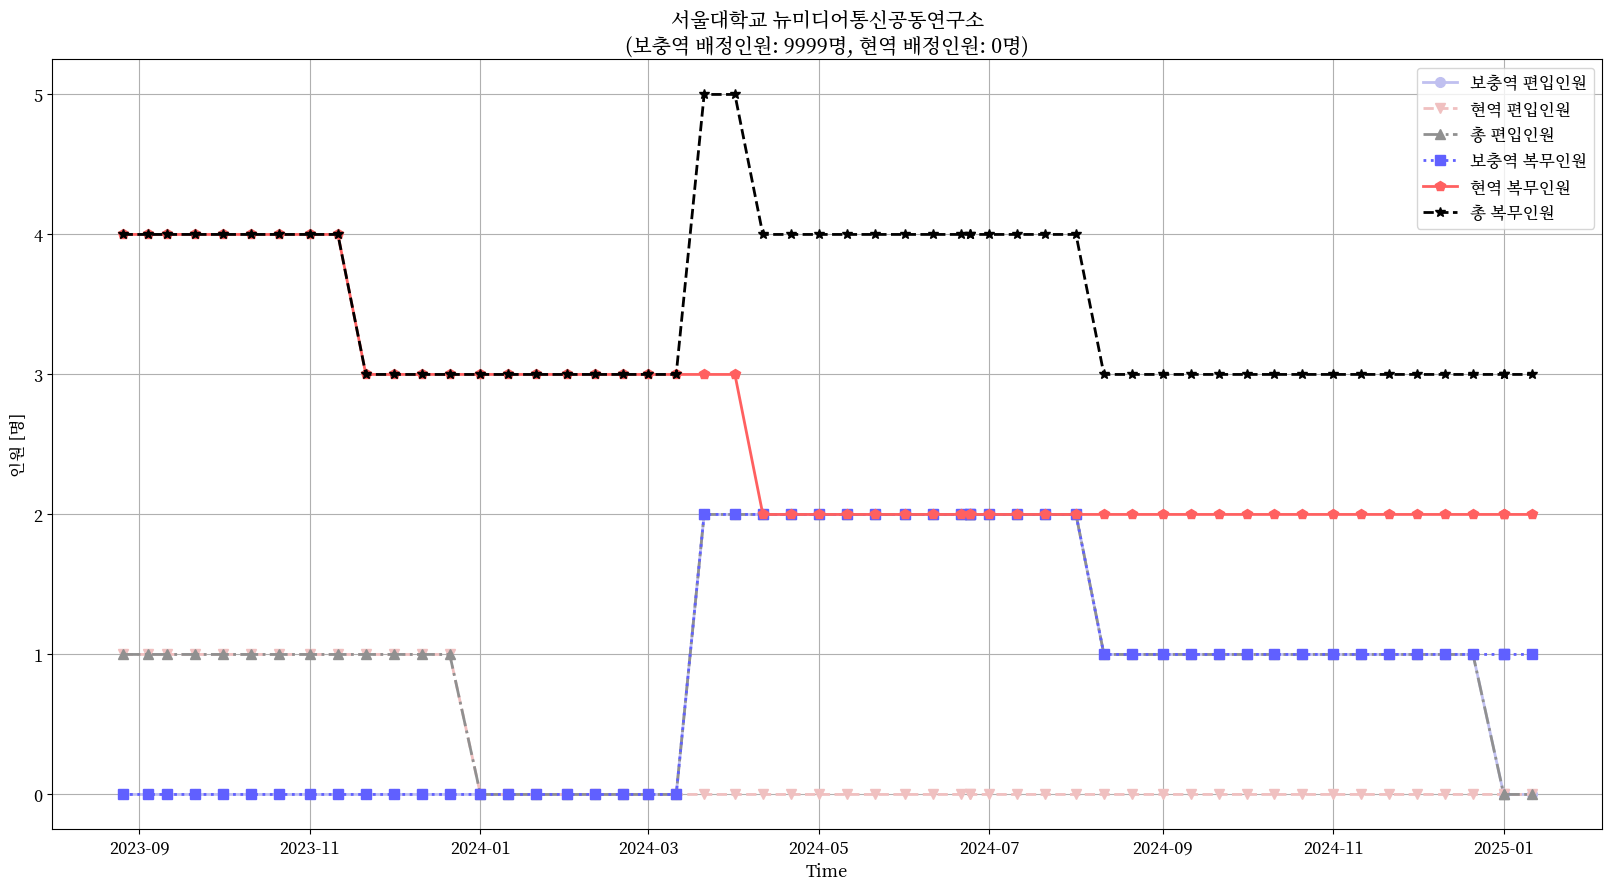 서울대학교 뉴미디어통신공동연구소
(보충역 배정인원: 9999명, 현역 배정인원: 0명)
보충역 편입인원
현역 편입인원
총 편입인원
보충역 복무인원
현역 복무인원
총 복무인원
인원 [명]
5
4
3
2
1
0
2023-09 2023-11 2024-01 2024-03 2024-05 2024-07 2024-09 2024-11 2025-01
Time